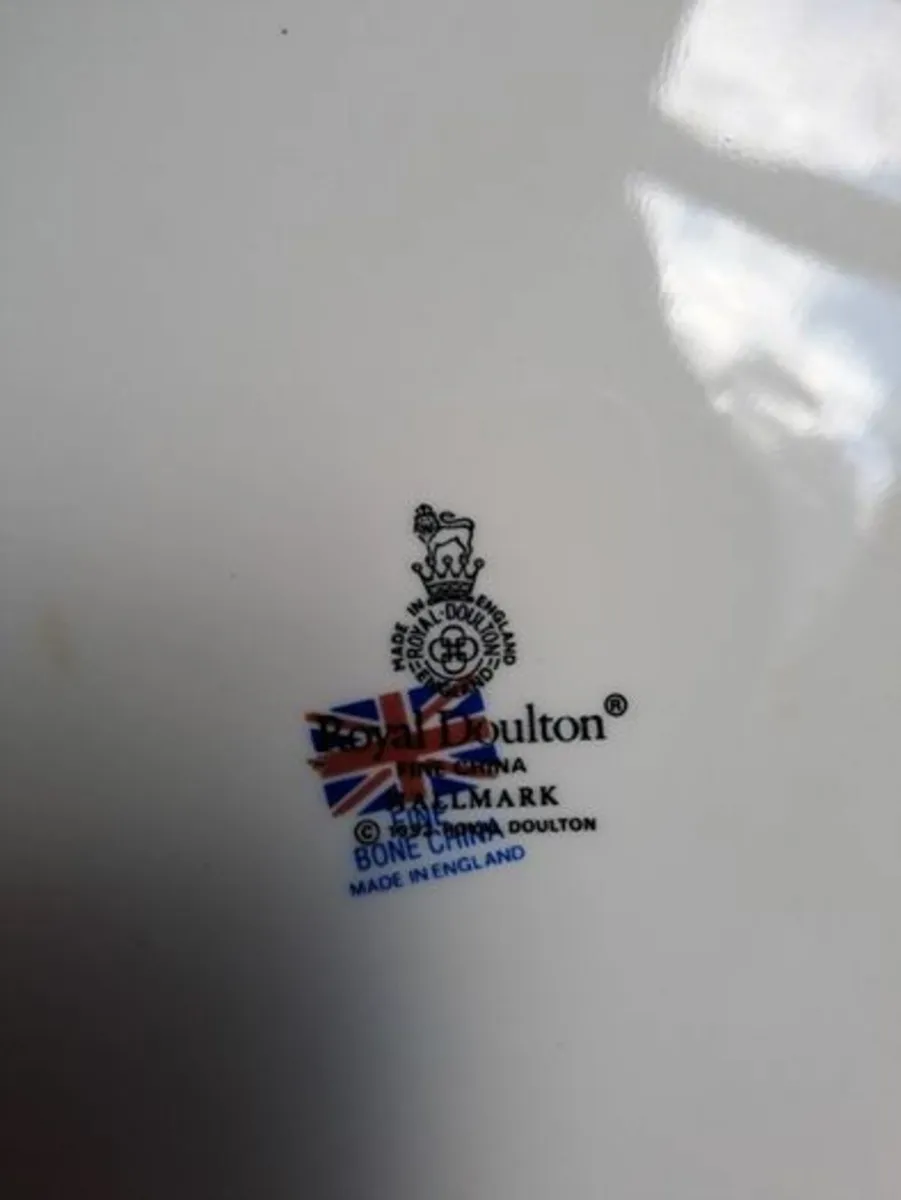 MADE IN ENGLAND
ROYAL·DOULTON
ENGLAND
Royal Doulton®
FINE CHINA
HALLMARK
© ROYAL DOULTON
FINE
BONE CHINA
MADE IN ENGLAND